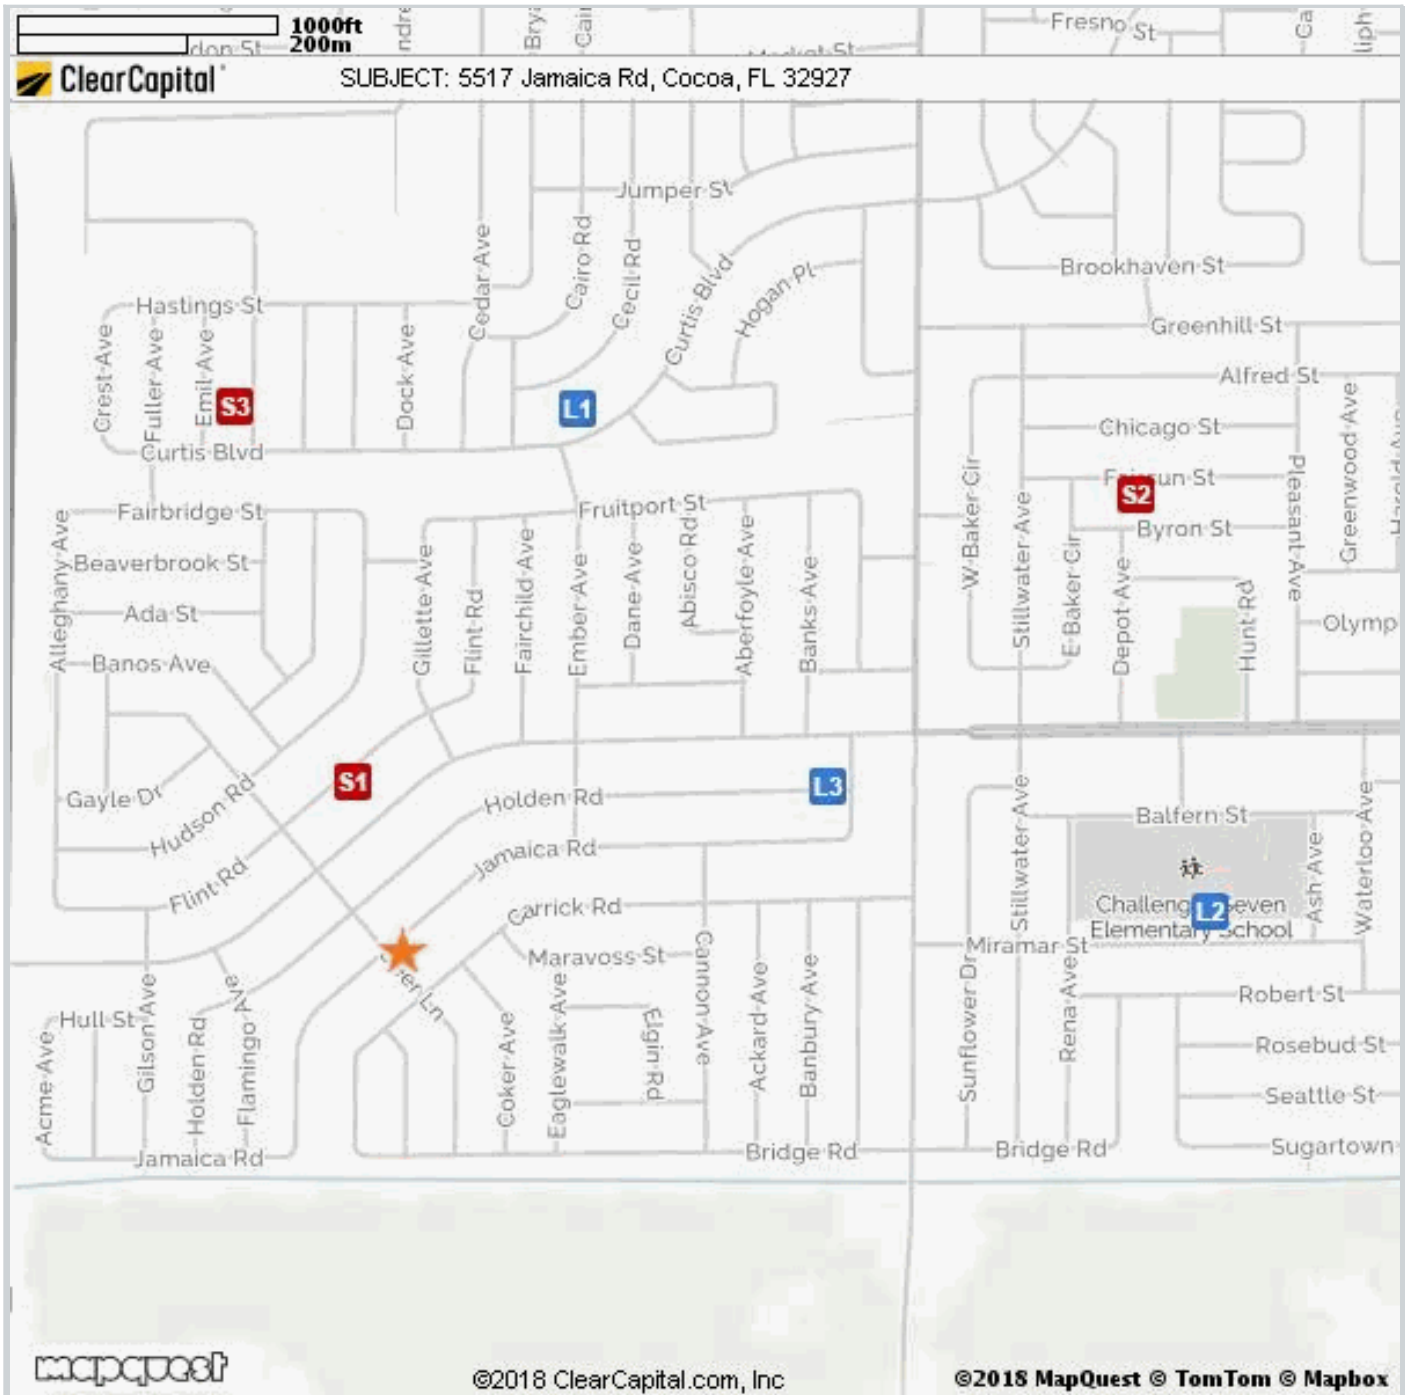 1000ft
200m
Fresno St
ClearCapital
SUBJECT: 5517 Jamaica Rd, Cocoa, FL 32927
Jumper St
Cedar Ave
Cairo Rd
Cecil Rd
Curtis Blvd
Hogan Pl
Brookhaven St
Hastings St
Greenhill St
Crest Ave
Fuller Ave
Emil Ave
S3
Dock Ave
L1
Alfred St
Greenwood Ave
Chicago St
Curtis Blvd
W Baker Cir
Pleasant Ave
S2
Fairbridge St
Fruitport St
Byron St
Alleghany Ave
Beaverbrook St
Gillette Ave
Flint Rd
Fairchild Ave
Ember Ave
Dane Ave
Abisco Rd
Aberfoyle Ave
Banks Ave
Stillwater Ave
E Baker Cir
Depot Ave
Hunt Rd
Ada St
Olymp
Banos Ave
S1
L3
Gayle Dr
Hudson Rd
Holden Rd
Stillwater Ave
Balfern St
Ash Ave
Waterloo Ave
Jamaica Rd
Flint Rd
Carrick Rd
L2
Elementary School
Miramar St
Maravoss St
Cannon Ave
Sunflower Dr
Rena Ave
Ackard Ave
Banbury Ave
Robert St
Hull St
Acme Ave
Gilson Ave
Holden Rd
Flamingo Ave
Coker Ave
Eaglewalk Ave
Elgin Rd
Rosebud St
Seattle St
Jamaica Rd
Bridge Rd
Bridge Rd
Sugartown
mapquest
©2018 ClearCapital.com, Inc
©2018 MapQuest © TomTom © Mapbox